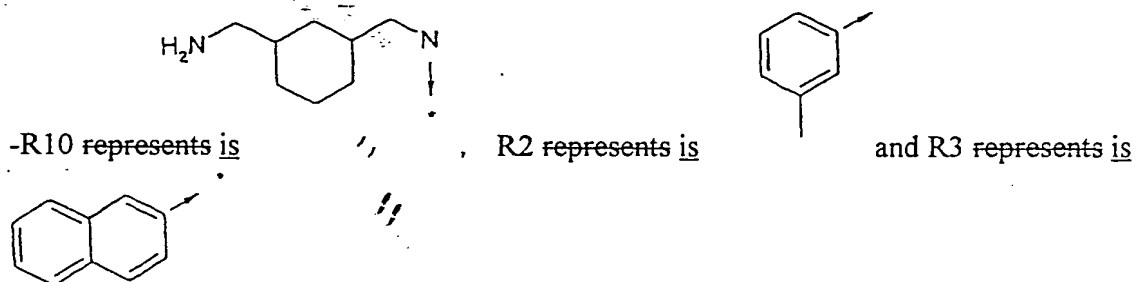 H₂N N
-R10 represents is , R2 represents is and R3 represents is